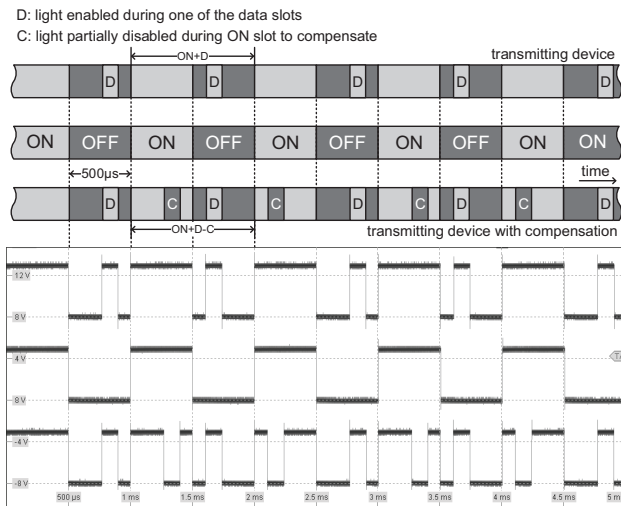 D: light enabled during one of the data slots
C: light partially disabled during ON slot to compensate
ON+D
transmitting device
D D D D D
ON OFF ON OFF ON OFF ON OFF ON ON
500µs
time
D C D C D C D C D
ON+D-C
transmitting device with compensation
12 V
8 V
4 V
0 V
-4 V
-8 V
500 µs 1 ms 1.5 ms 2 ms 2.5 ms 3 ms 3.5 ms 4 ms 4.5 ms 5 m